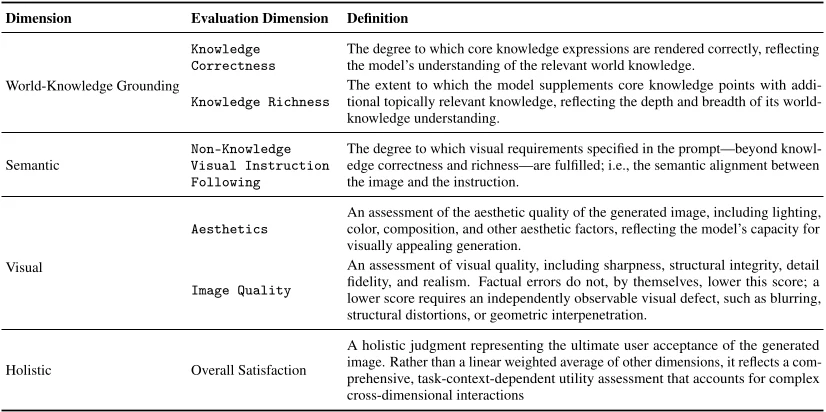 Dimension Evaluation Dimension Definition
World-Knowledge Grounding
Knowledge
Correctness
The degree to which core knowledge expressions are rendered correctly, reflecting
the model's understanding of the relevant world knowledge.
Knowledge Richness
The extent to which the model supplements core knowledge points with addi-
tional topically relevant knowledge, reflecting the depth and breadth of its world-
knowledge understanding.
Semantic
Non-Knowledge
Visual Instruction
Following
The degree to which visual requirements specified in the prompt—beyond knowl-
edge correctness and richness—are fulfilled; i.e., the semantic alignment between
the image and the instruction.
Visual
Aesthetics
An assessment of the aesthetic quality of the generated image, including lighting,
color, composition, and other aesthetic factors, reflecting the model's capacity for
visually appealing generation.
Image Quality
An assessment of visual quality, including sharpness, structural integrity, detail
fidelity, and realism. Factual errors do not, by themselves, lower this score; a
lower score requires an independently observable visual defect, such as blurring,
structural distortions, or geometric interpenetration.
Holistic
Overall Satisfaction
A holistic judgment representing the ultimate user acceptance of the generated
image. Rather than a linear weighted average of other dimensions, it reflects a com-
prehensive, task-context-dependent utility assessment that accounts for complex
cross-dimensional interactions